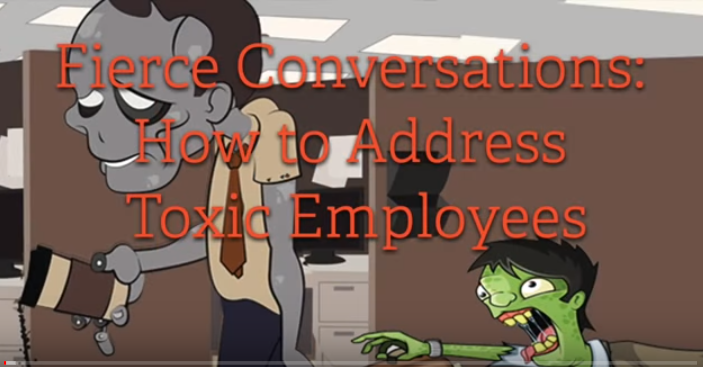 Fierce Conversations:
How to Address
Toxic Employees